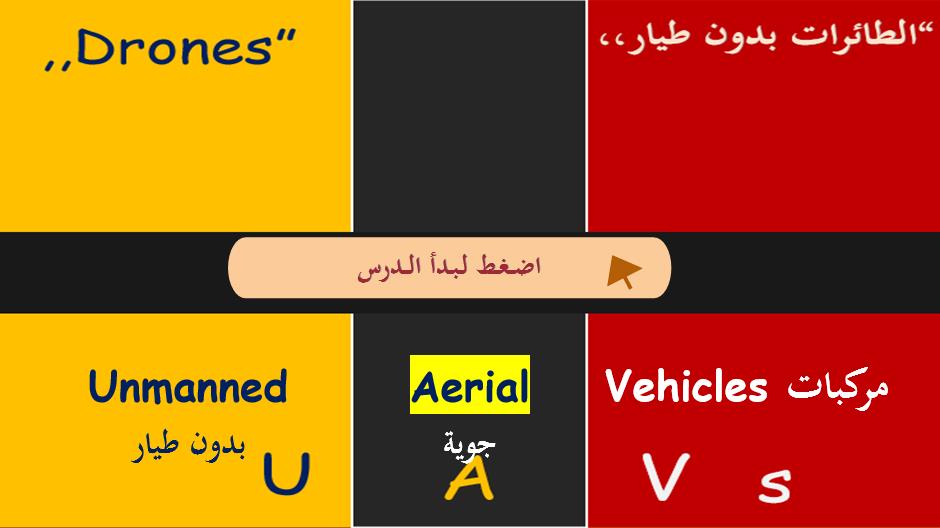 ,,Drones”
“الطائرات بدون طيار،،
اضغط لبدأ الدرس
Unmanned
بدون طيار
U
Aerial
جوية
A
Vehicles مركبات
V s